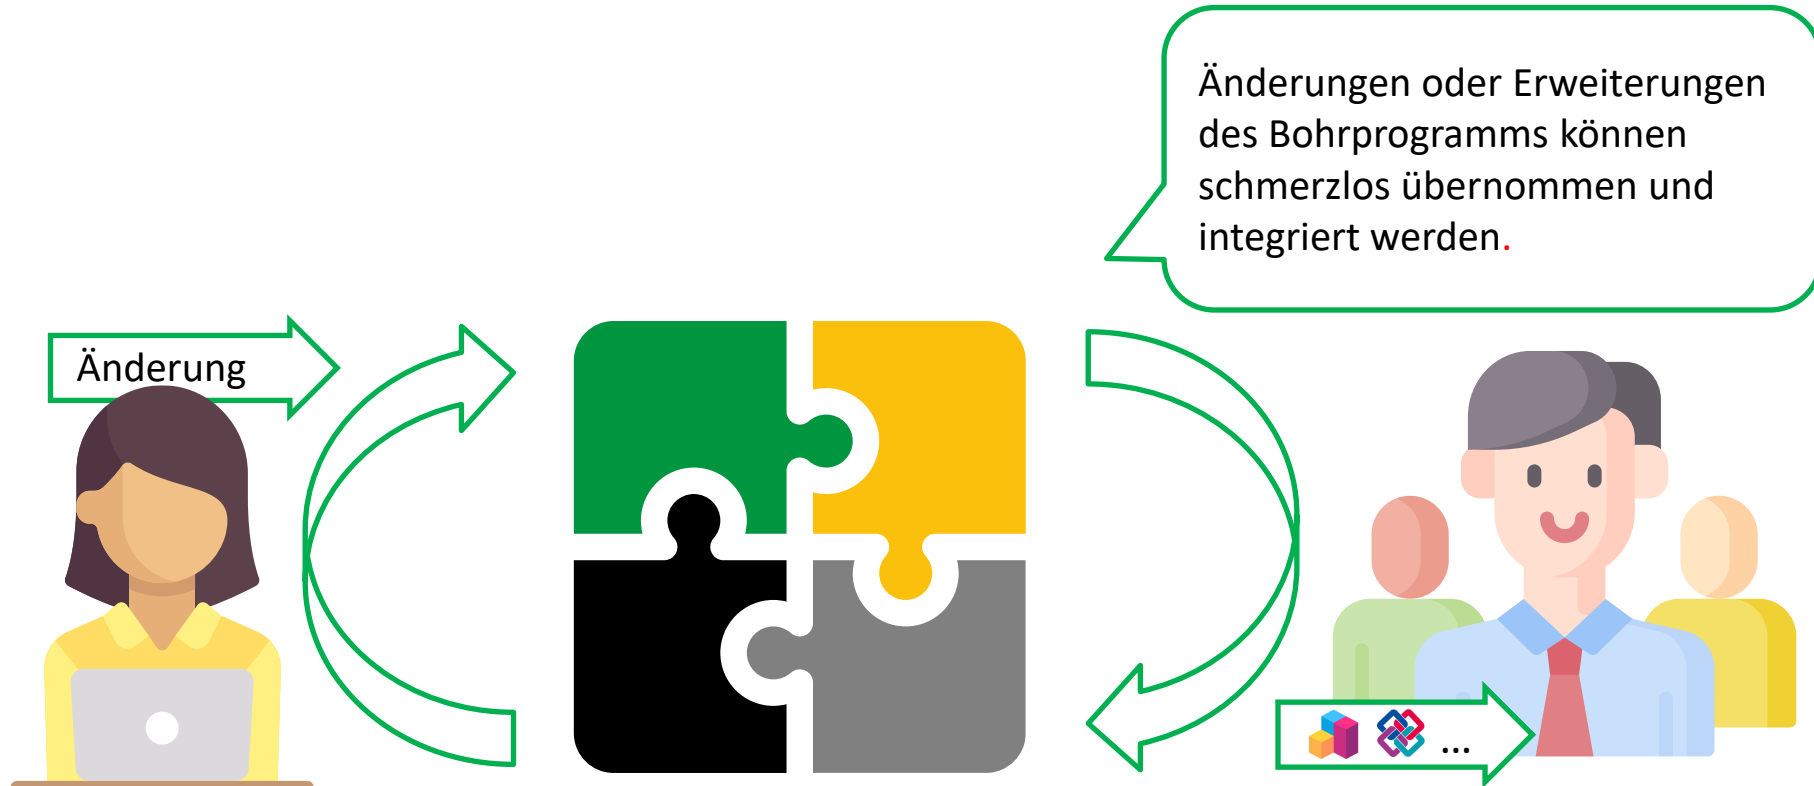 Änderungen oder Erweiterungen
des Bohrprogramms können
schmerzlos übernommen und
integriert werden.
Änderung
...